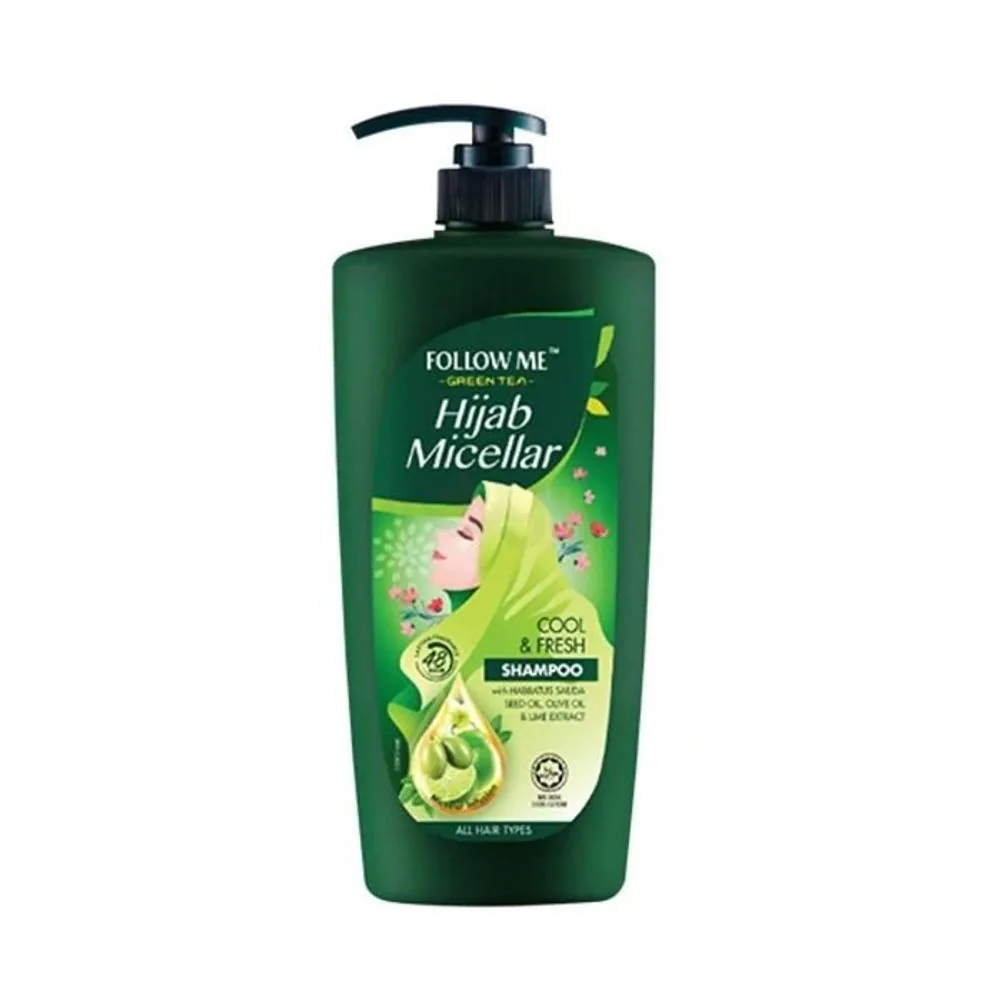 FOLLOW ME™
-GREEN TEA-
Hijab
Micellar
COOL
& FRESH
SHAMPOO
with HABBATUS SAUDA
SEED OIL, OLIVE OIL
& LIME EXTRACT
48
ALL HAIR TYPES